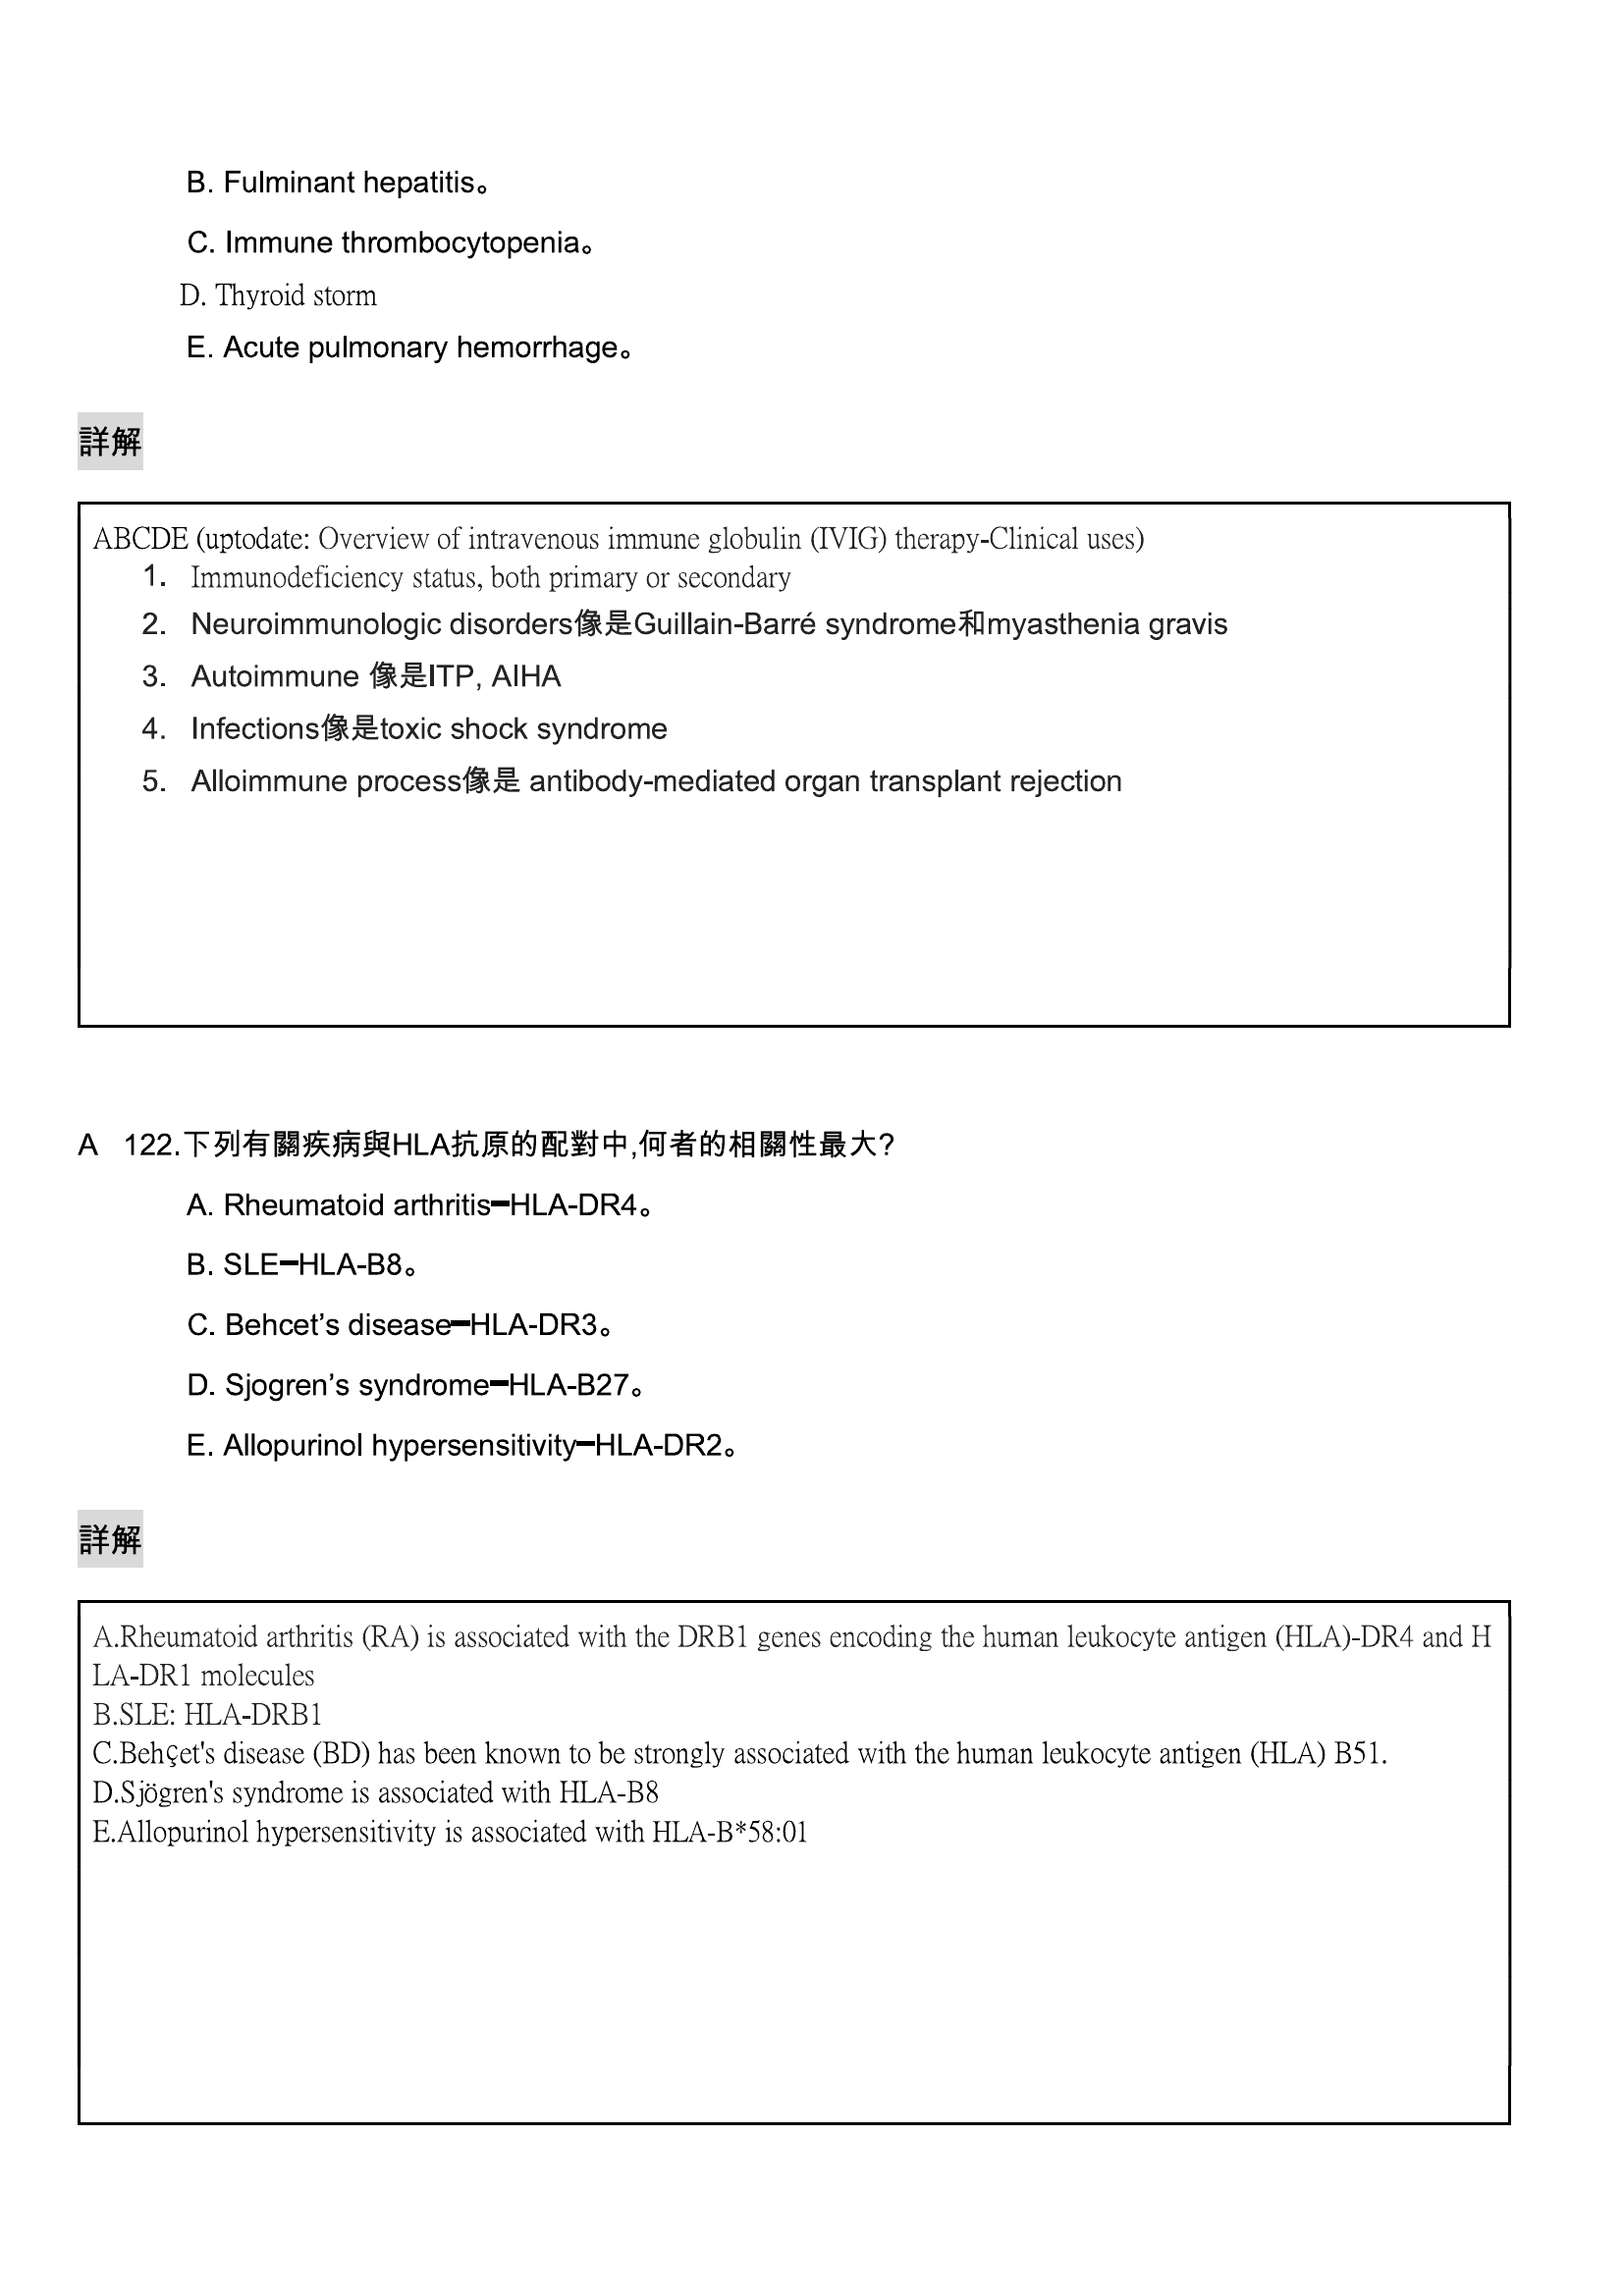 B. Fulminant hepatitis。
C. Immune thrombocytopenia。
D. Thyroid storm
E. Acute pulmonary hemorrhage。
詳解
ABCDE (uptodate: Overview of intravenous immune globulin (IVIG) therapy-Clinical uses)
1. Immunodeficiency status, both primary or secondary
2. Neuroimmunologic disorders像是Guillain-Barré syndrome和myasthenia gravis
3. Autoimmune 像是ITP, AIHA
4. Infections像是toxic shock syndrome
5. Alloimmune process像是 antibody-mediated organ transplant rejection
A 122.下列有關疾病與HLA抗原的配對中,何者的相關性最大?
A. Rheumatoid arthritis━HLA-DR4。
B. SLE━HLA-B8。
C. Behcet’s disease━HLA-DR3。
D. Sjogren’s syndrome━HLA-B27。
E. Allopurinol hypersensitivity━HLA-DR2。
詳解
A.Rheumatoid arthritis (RA) is associated with the DRB1 genes encoding the human leukocyte antigen (HLA)-DR4 and H
LA-DR1 molecules
B.SLE: HLA-DRB1
C.Behçet's disease (BD) has been known to be strongly associated with the human leukocyte antigen (HLA) B51.
D.Sjögren's syndrome is associated with HLA-B8
E.Allopurinol hypersensitivity is associated with HLA-B*58:01